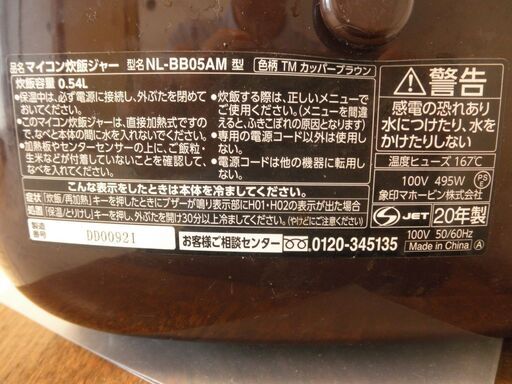 品名 マイコン炊飯ジャー 型名 NL-BB05AM 型 色柄 TM カッパーブラウン
炊飯容量 0.54L
•保温中は、必ず電源に接続し、外ぶたを閉めておいてください。
•このマイコン炊飯ジャーは、直接加熱式ですので、なべと本体の間に水を入れないでください。
•加熱板やセンターセンサーの上に、ご飯粒・生米などが付着していないことを確認して、なべを入れてください。
•炊飯する際は、正しいメニューでご使用ください。(メニューを間違えると、ふきこぼれの原因となります)
•専用の電源コード以外は使用しない。
•電源コードは他の機器に転用しない。
こんな表示をしたときは本体を冷ましてください。
症状 「炊飯/再加熱」キーを押したときにブザーが鳴り表示部にH01・H02の表示が出た場合
冷まし方 「保温/とりけし」キーを押し、外ぶたを開け30分以上冷ます。(やけどにご注意ください)
製造番号 DD00921
お客様ご相談センター 0120-345135
警告
感電の恐れあり
水につけたり、水を
かけたりしない
温度ヒューズ 167℃
100V 495W PSE
象印マホービン株式会社
S JET 20年製
100V 50/60Hz
Made in China A